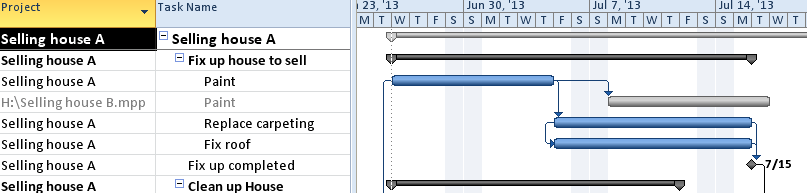 Project Task Name 23, '13 Jun 30, '13 Jul 7, '13 Jul 14, '13
M T W T F S S M T W T F S S M T W T F S S M T W T F
Selling house A Selling house A
Selling house A Fix up house to sell
Selling house A Paint
H:\Selling house B.mpp Paint
Selling house A Replace carpeting
Selling house A Fix roof
Selling house A Fix up completed 7/15
Selling house A Clean up House